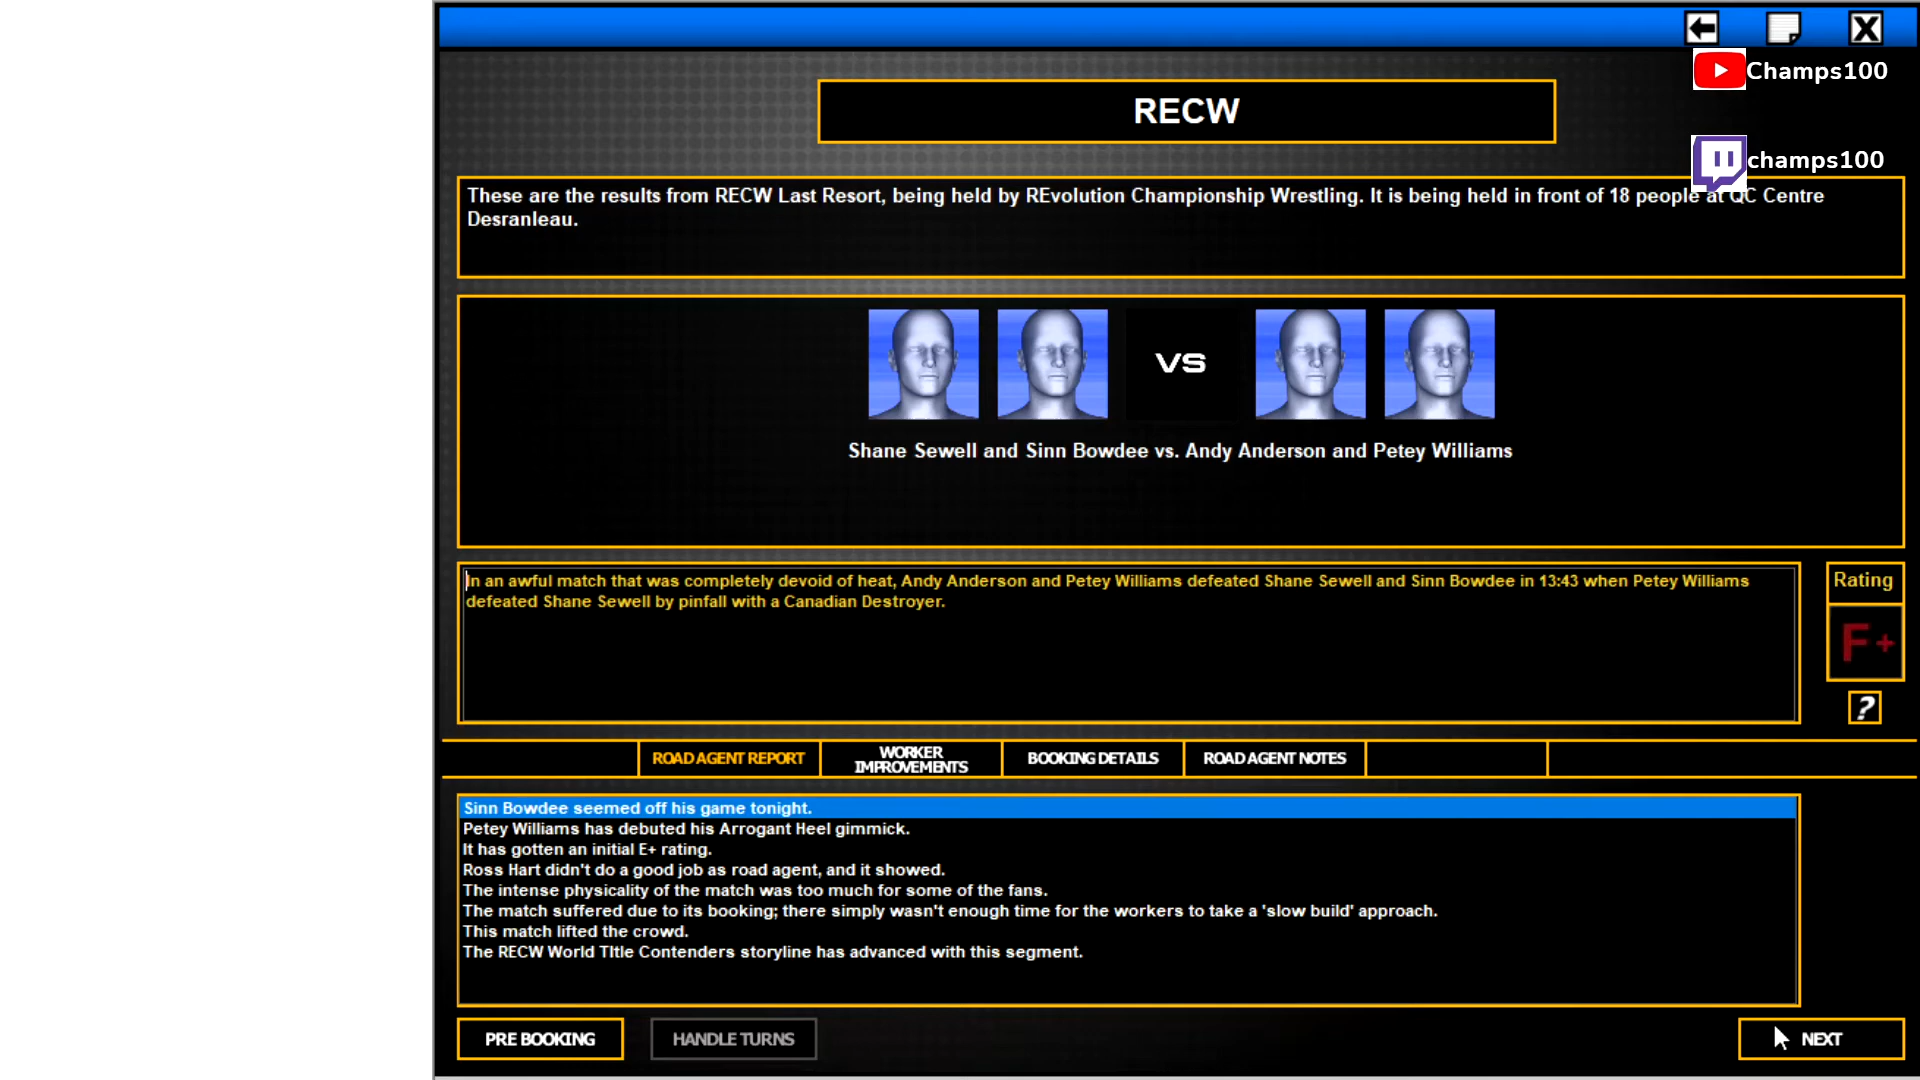 Champs100
RECW
champs100
These are the results from RECW Last Resort, being held by REvolution Championship Wrestling. It is being held in front of 18 people at QC Centre
Desranleau.
VS
Shane Sewell and Sinn Bowdee vs. Andy Anderson and Petey Williams
In an awful match that was completely devoid of heat, Andy Anderson and Petey Williams defeated Shane Sewell and Sinn Bowdee in 13:43 when Petey Williams
defeated Shane Sewell by pinfall with a Canadian Destroyer.
Rating
F+
?
ROAD AGENT REPORT
WORKER
IMPROVEMENTS
BOOKING DETAILS
ROAD AGENT NOTES
Sinn Bowdee seemed off his game tonight.
Petey Williams has debuted his Arrogant Heel gimmick.
It has gotten an initial E+ rating.
Ross Hart didn't do a good job as road agent, and it showed.
The intense physicality of the match was too much for some of the fans.
The match suffered due to its booking; there simply wasn't enough time for the workers to take a 'slow build' approach.
This match lifted the crowd.
The RECW World TItle Contenders storyline has advanced with this segment.
PRE BOOKING
HANDLE TURNS
NEXT